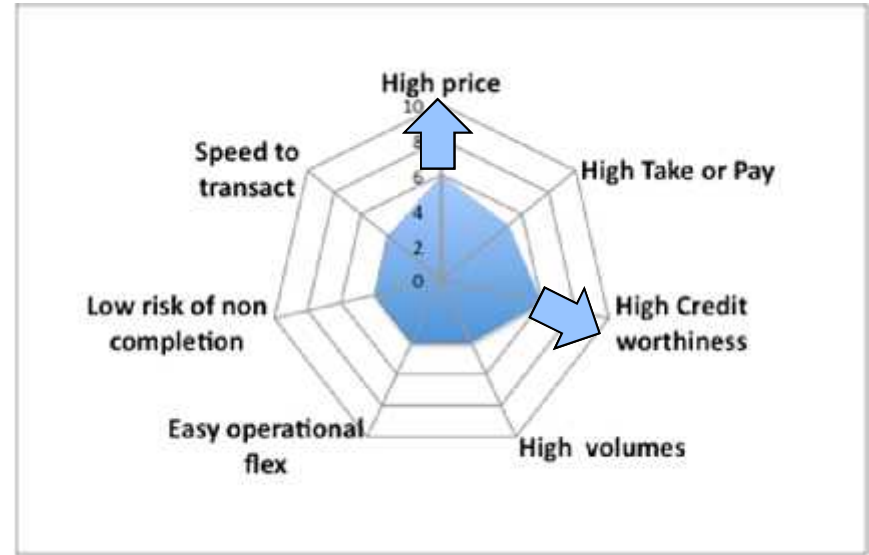 High price
10
8
6
4
2
0
Speed to
transact
High Take or Pay
Low risk of non
completion
High Credit
worthiness
Easy operational
flex
High volumes